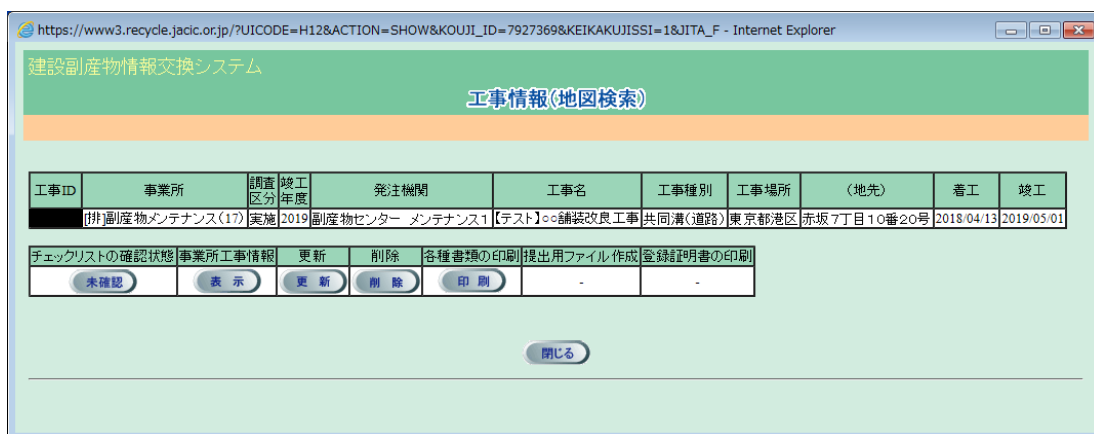 https://www3.recycle.jacic.or.jp/?UICODE=H12&ACTION=SHOW&KOUJI_ID=7927369&KEIKAKUJISSI=1&JITA_F - Internet Explorer
建設副産物情報交換システム
工事情報(地図検索)
工事ID 事業所 調査区分 竣工年度 発注機関 工事名 工事種別 工事場所 (地先) 着工 竣工
[排]副産物メンテナンス(17) 実施 2019 副産物センター メンテナンス1 【テスト】○○舗装改良工事 共同溝(道路) 東京都港区 赤坂7丁目10番20号 2018/04/13 2019/05/01
チェックリストの確認状態 事業所工事情報 更新 削除 各種書類の印刷 提出用ファイル作成 登録証明書の印刷
未確認 表示 更新 削除 印刷 - -
閉じる